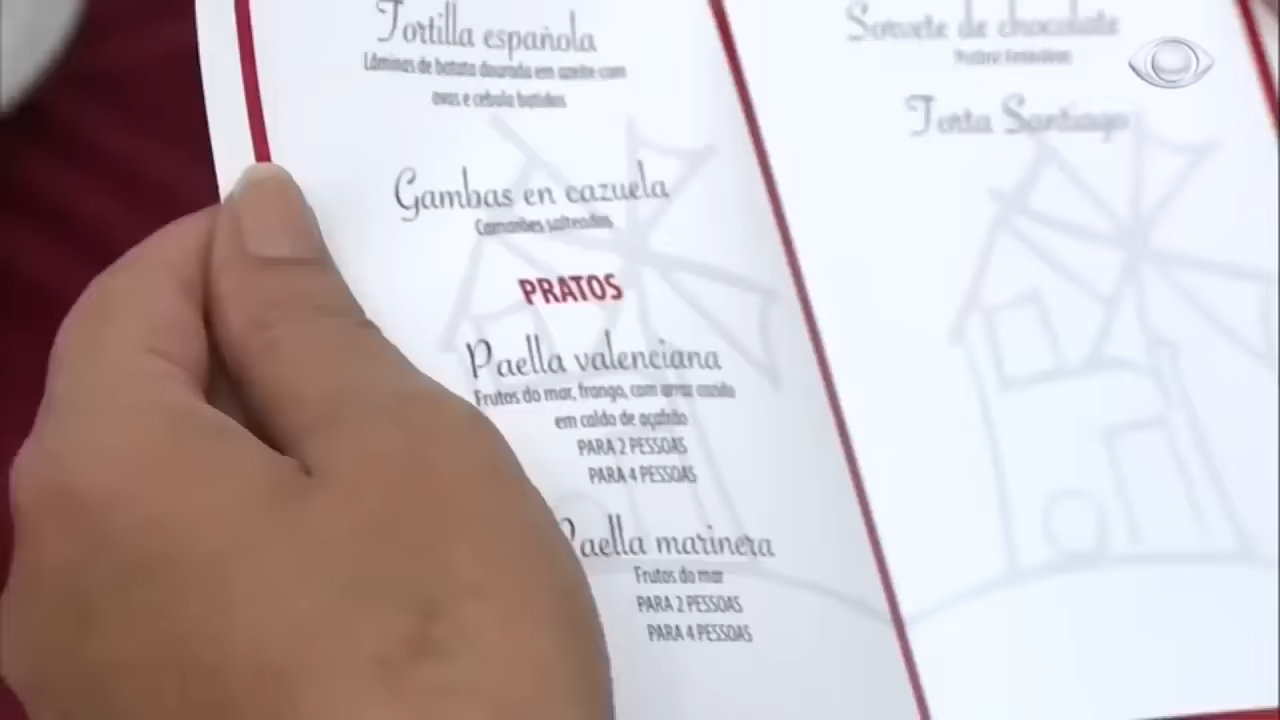 Tortilla española
Lâminas de batata dourada em azeite com
ovos e cebola batidos
Gambas en cazuela
Camarões salteados
PRATOS
Paella valenciana
Frutos do mar, frango, com arroz cozido
em caldo de açafrão
PARA 2 PESSOAS
PARA 4 PESSOAS
Paella marinera
Frutos do mar
PARA 2 PESSOAS
PARA 4 PESSOAS
Sorvete de chocolate
Torta Santiago